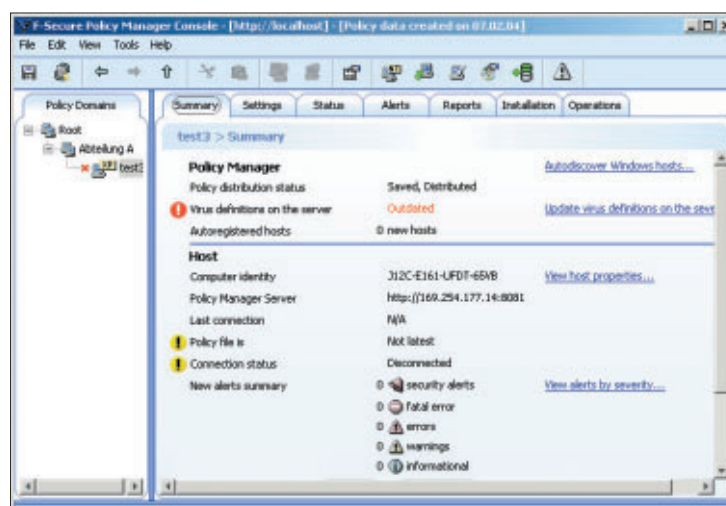 F-Secure Policy Manager Console - [http://localhost] - [Policy data created on 07.02.04]
File Edit View Tools Help
Policy Domains
Root
Abteilung A
test3
Summary Settings Status Alerts Reports Installation Operations
test3 > Summary
Policy Manager Autodiscover Windows hosts...
Policy distribution status Saved, Distributed
Virus definitions on the server Outdated Update virus definitions on the serve
Autoregistered hosts 0 new hosts
Host
Computer identity J12C-E161-UFDT-65VB View host properties...
Policy Manager Server http://169.254.177.14:8081
Last connection N/A
Policy file is Not latest
Connection status Disconnected
New alerts summary 0 security alerts View alerts by severity...
0 fatal error
0 errors
0 warnings
0 informational